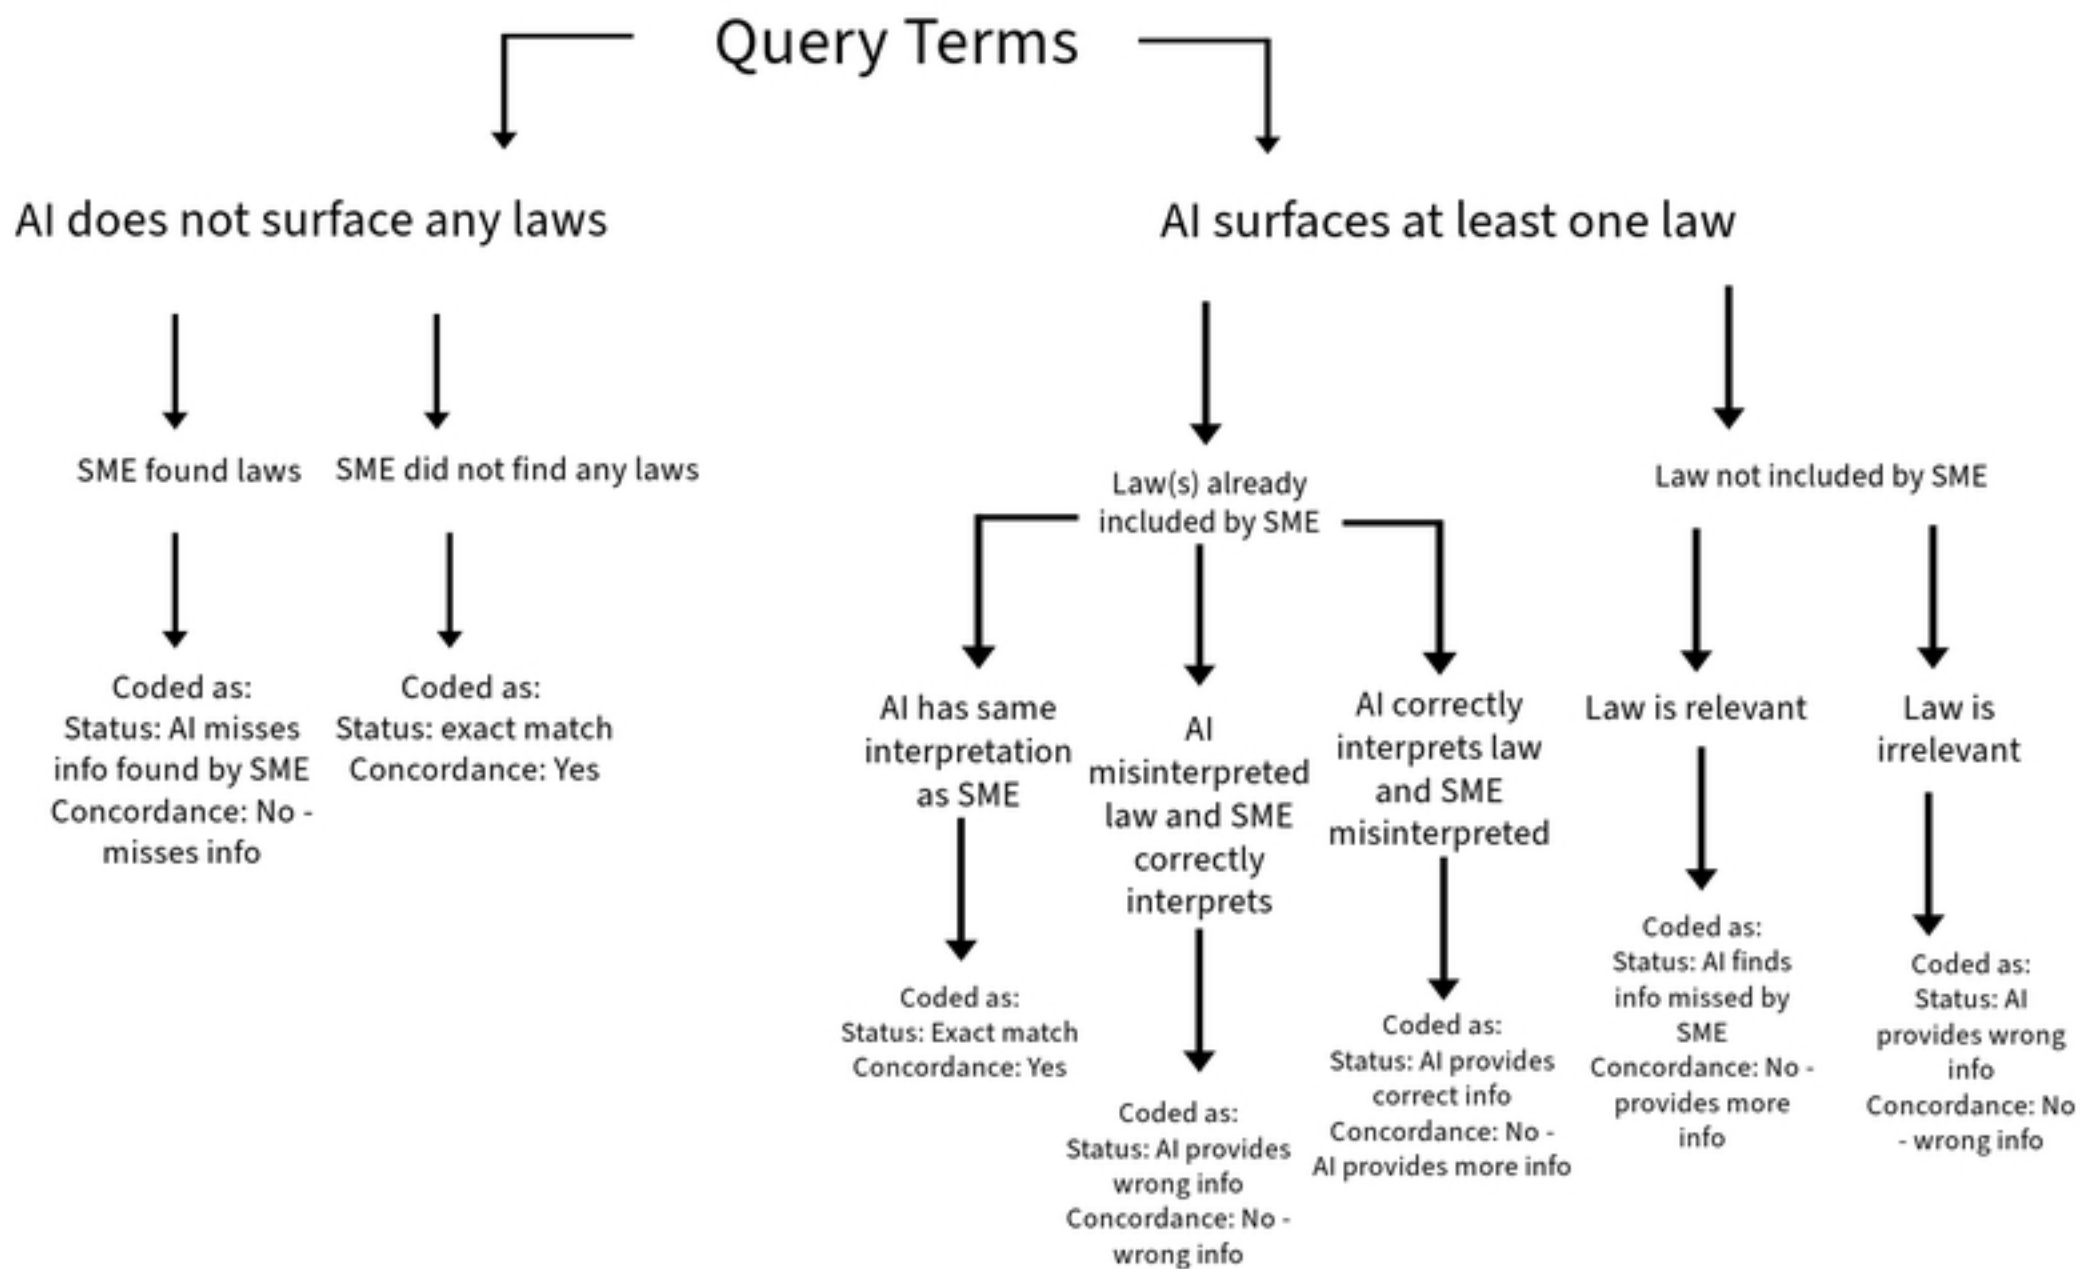 Query Terms
AI does not surface any laws
AI surfaces at least one law
SME found laws
SME did not find any laws
Law(s) already
included by SME
Law not included by SME
Coded as:
Status: AI misses
info found by SME
Concordance: No -
misses info
Coded as:
Status: exact match
Concordance: Yes
AI has same
interpretation
as SME
AI
misinterpreted
law and SME
correctly
interprets
AI correctly
interprets law
and SME
misinterpreted
Law is relevant
Law is
irrelevant
Coded as:
Status: Exact match
Concordance: Yes
Coded as:
Status: AI provides
wrong info
Concordance: No -
wrong info
Coded as:
Status: AI provides
correct info
Concordance: No -
AI provides more info
Coded as:
Status: AI finds
info missed by
SME
Concordance: No -
provides more
info
Coded as:
Status: AI
provides wrong
info
Concordance: No
- wrong info